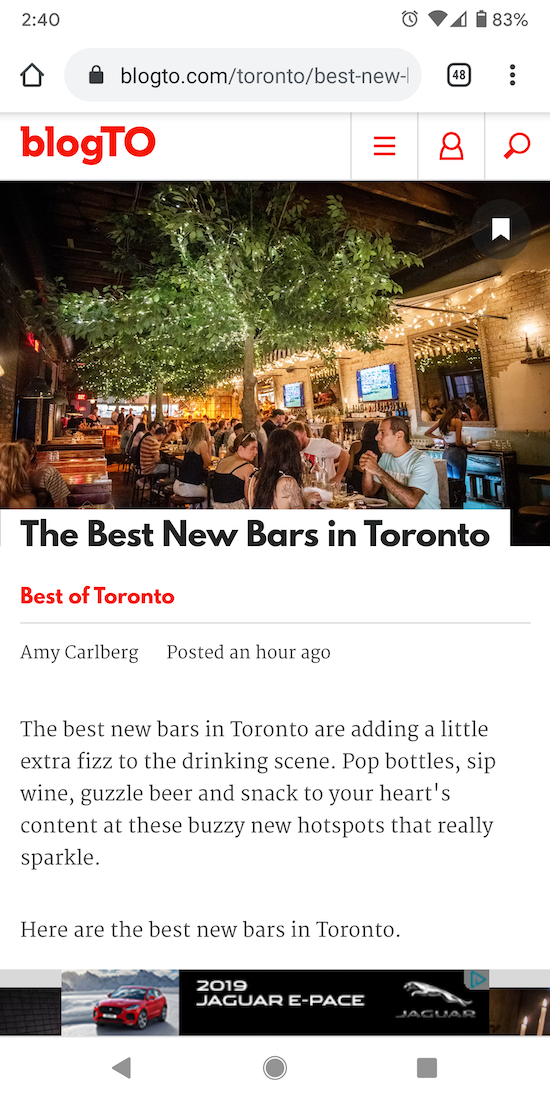 2:40
83%
blogto.com/toronto/best-new-
48
blogTO
The Best New Bars in Toronto
Best of Toronto
Amy Carlberg Posted an hour ago
The best new bars in Toronto are adding a little
extra fizz to the drinking scene. Pop bottles, sip
wine, guzzle beer and snack to your heart's
content at these buzzy new hotspots that really
sparkle.
Here are the best new bars in Toronto.
2019
JAGUAR E-PACE
JAGUAR